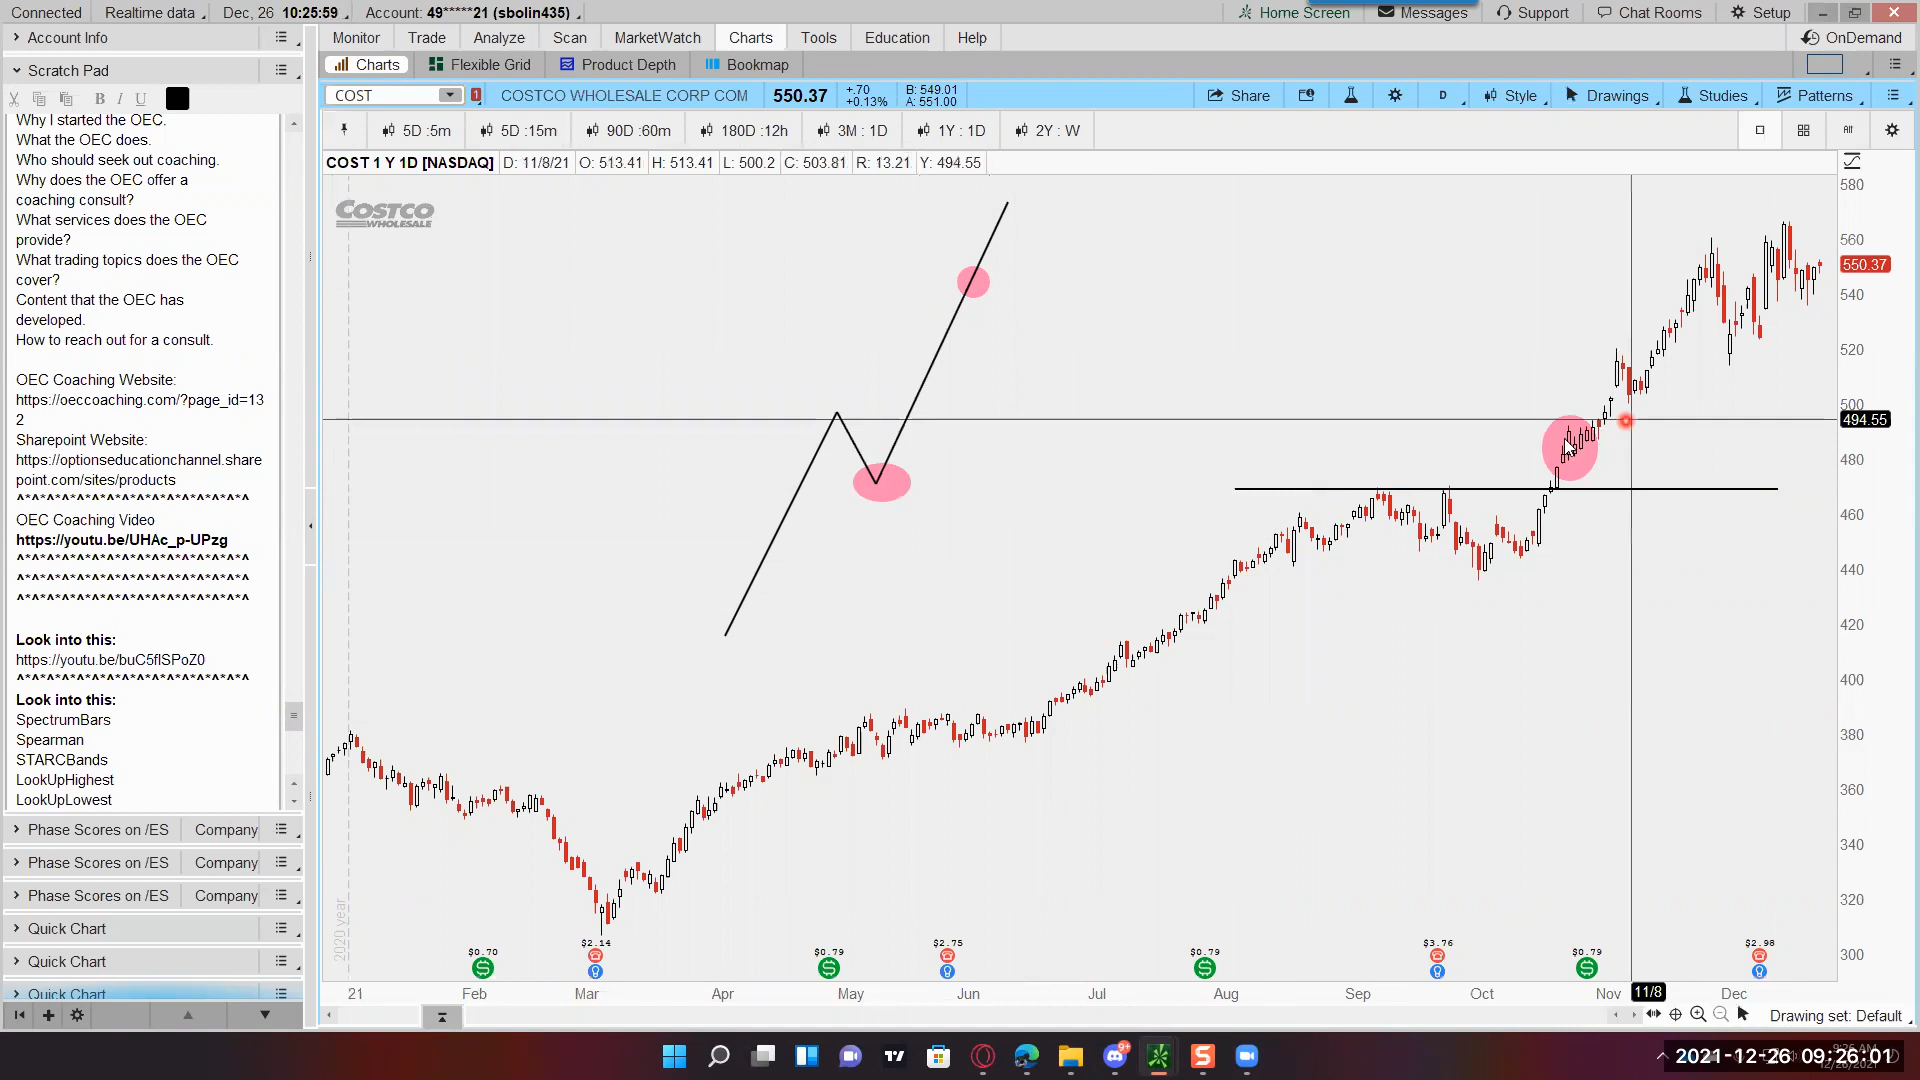 Connected Realtime data Dec, 26 10:25:59 Account: 49*****21 (sbolin435) Home Screen Messages Support Chat Rooms Setup
Account Info Monitor Trade Analyze Scan MarketWatch Charts Tools Education Help OnDemand
Scratch Pad Charts Flexible Grid Product Depth Bookmap
B I U COST 1 COSTCO WHOLESALE CORP COM 550.37 +.70 +0.13% B: 549.01 A: 551.00 Share D Style Drawings Studies Patterns
5D :5m 5D :15m 90D :60m 180D :12h 3M : 1D 1Y : 1D 2Y : W All
COST 1 Y 1D [NASDAQ] D: 11/8/21 O: 513.41 H: 513.41 L: 500.2 C: 503.81 R: 13.21 Y: 494.55
Why I started the OEC.
What the OEC does.
Who should seek out coaching.
Why does the OEC offer a
coaching consult?
What services does the OEC
provide?
What trading topics does the OEC
cover?
Content that the OEC has
developed.
How to reach out for a consult.
OEC Coaching Website:
https://oeccoaching.com/?page_id=13
2
Sharepoint Website:
https://optionseducationchannel.share
point.com/sites/products
^*^*^*^*^*^*^*^*^*^*^*^*^*^*^
OEC Coaching Video
https://youtu.be/UHAc_p-UPzg
^*^*^*^*^*^*^*^*^*^*^*^*^*^*^
^*^*^*^*^*^*^*^*^*^*^*^*^*^*^
^*^*^*^*^*^*^*^*^*^*^*^*^*^*^
Look into this:
https://youtu.be/buC5flSPoZ0
^*^*^*^*^*^*^*^*^*^*^*^*^*^*^
Look into this:
SpectrumBars
Spearman
STARCBands
LookUpHighest
LookUpLowest
Phase Scores on /ES Company
Phase Scores on /ES Company
Phase Scores on /ES Company
Quick Chart
Quick Chart
Quick Chart
COSTCO
WHOLESALE
580
560
550.37
540
520
500
494.55
480
460
440
420
400
380
360
340
320
300
2020 year
$0.70 $2.14 $0.79 $2.75 $0.79 $3.76 $0.79 $2.98
21 Feb Mar Apr May Jun Jul Aug Sep Oct Nov 11/8 Dec
Drawing set: Default
9+
2021-12-26 09:26:01